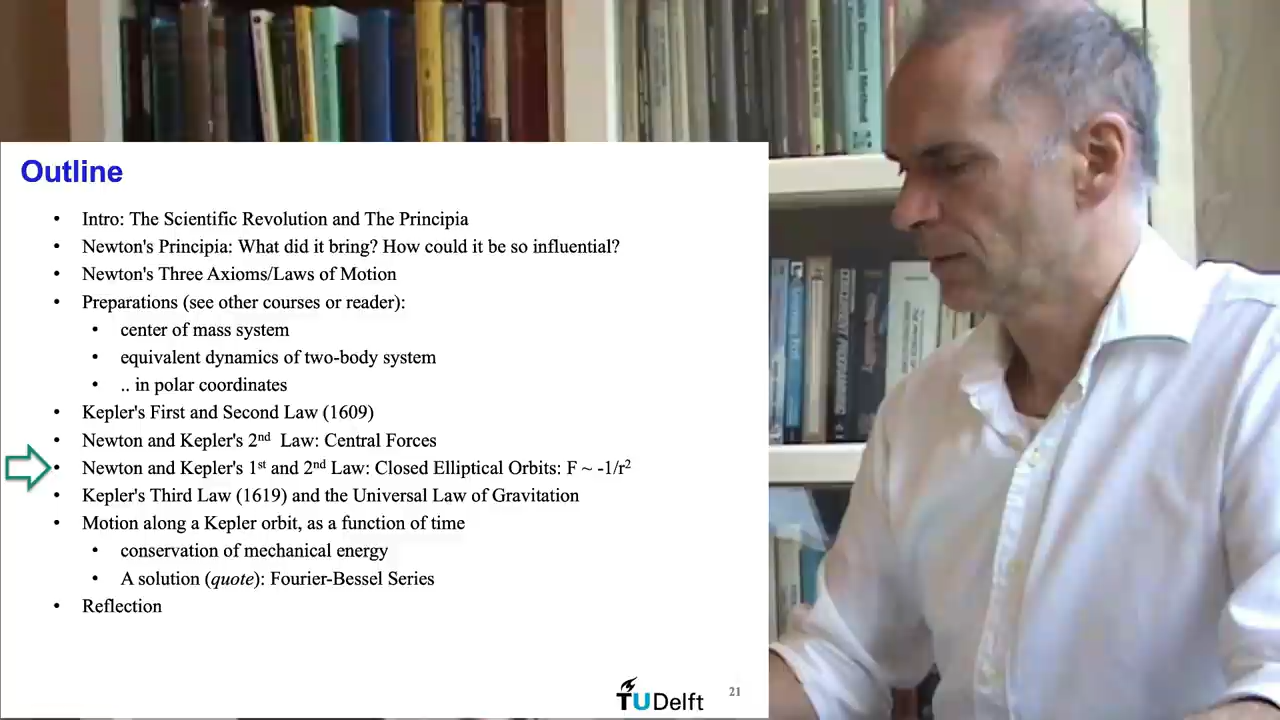 Outline
• Intro: The Scientific Revolution and The Principia
• Newton's Principia: What did it bring? How could it be so influential?
• Newton's Three Axioms/Laws of Motion
• Preparations (see other courses or reader):
• center of mass system
• equivalent dynamics of two-body system
• .. in polar coordinates
• Kepler's First and Second Law (1609)
• Newton and Kepler's 2nd Law: Central Forces
• Newton and Kepler's 1st and 2nd Law: Closed Elliptical Orbits: F ~ -1/r²
• Kepler's Third Law (1619) and the Universal Law of Gravitation
• Motion along a Kepler orbit, as a function of time
• conservation of mechanical energy
• A solution (quote): Fourier-Bessel Series
• Reflection
TUDelft
21